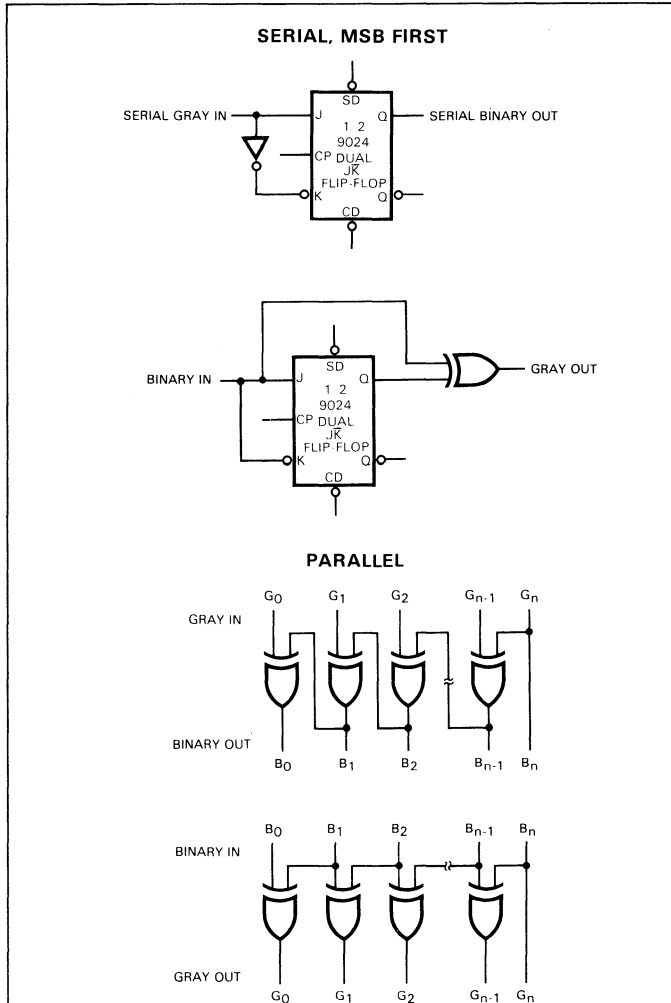 SERIAL, MSB FIRST
SD
SERIAL GRAY IN J Q SERIAL BINARY OUT
1 2
9024
CP DUAL
JK̅
FLIP-FLOP
K Q
CD
SD
BINARY IN J Q GRAY OUT
1 2
9024
CP DUAL
JK̅
FLIP-FLOP
K Q
CD
PARALLEL
G0 G1 G2 Gn-1 Gn
GRAY IN
BINARY OUT
B0 B1 B2 Bn-1 Bn
B0 B1 B2 Bn-1 Bn
BINARY IN
GRAY OUT
G0 G1 G2 Gn-1 Gn